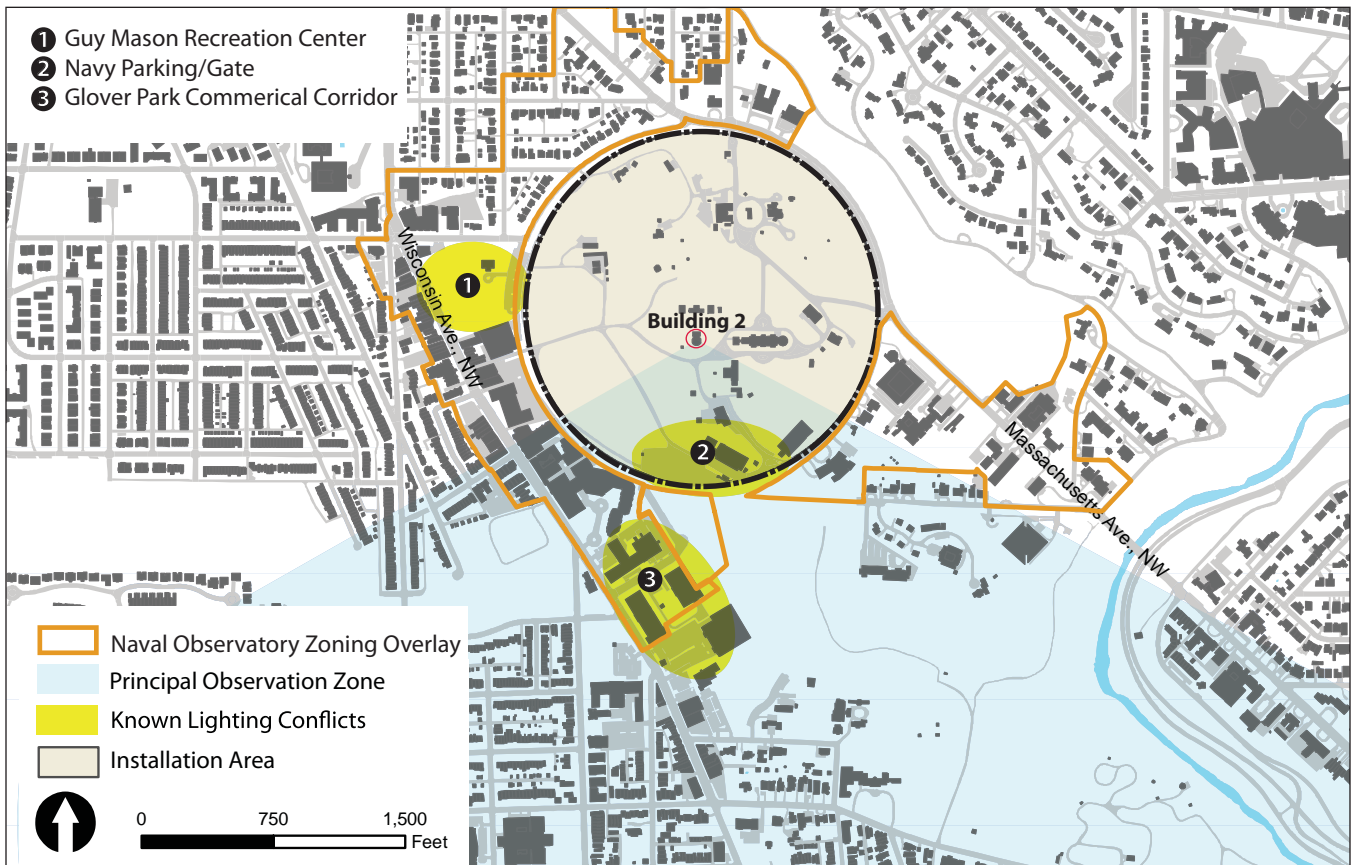 1 Guy Mason Recreation Center
2 Navy Parking/Gate
3 Glover Park Commerical Corridor
Wisconsin Ave., NW
1
Building 2
2
Massachusetts Ave., NW
3
Naval Observatory Zoning Overlay
Principal Observation Zone
Known Lighting Conflicts
Installation Area
0 750 1,500
Feet